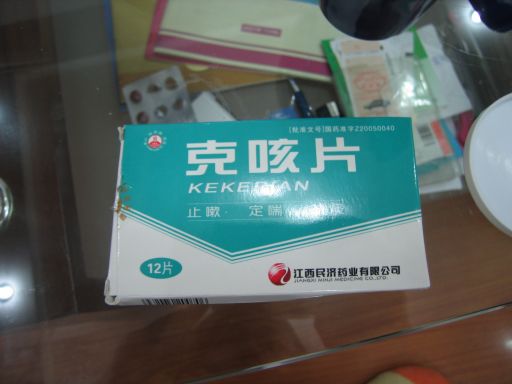 [批准文号]国药准字Z20050040
克咳片
KEKEPIAN
止嗽·定喘
12片
江西民济药业有限公司
JIANGXI MINJI MEDICINE CO.,LTD.